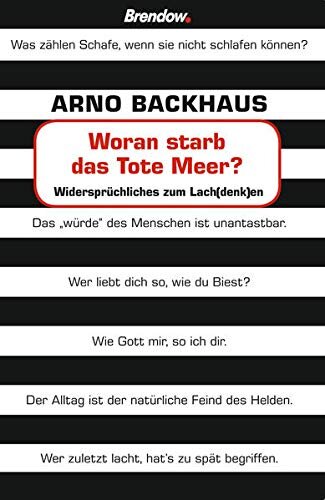 Brendow.
Was zählen Schafe, wenn sie nicht schlafen können?
ARNO BACKHAUS
Woran starb
das Tote Meer?
Widersprüchliches zum Lach(denk)en
Das „würde“ des Menschen ist unantastbar.
Wer liebt dich so, wie du Biest?
Wie Gott mir, so ich dir.
Der Alltag ist der natürliche Feind des Helden.
Wer zuletzt lacht, hat's zu spät begriffen.